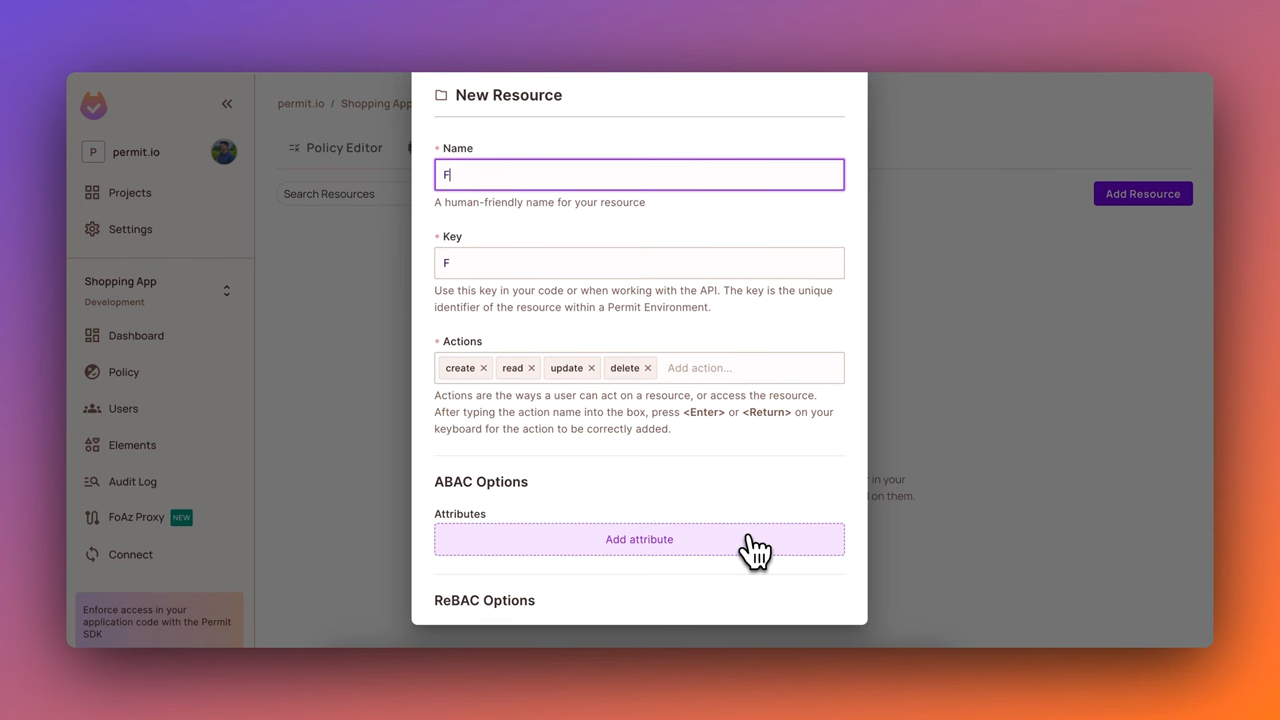 P
permit.io
Projects
Settings
Shopping App
Development
Dashboard
Policy
Users
Elements
Audit Log
FoAz Proxy NEW
Connect
Enforce access in your
application code with the Permit
SDK
permit.io / Shopping App
Policy Editor
Search Resources
Add Resource
in your
on them.
New Resource
* Name
F
A human-friendly name for your resource
* Key
F
Use this key in your code or when working with the API. The key is the unique
identifier of the resource within a Permit Environment.
* Actions
create × read × update × delete × Add action...
Actions are the ways a user can act on a resource, or access the resource.
After typing the action name into the box, press <Enter> or <Return> on your
keyboard for the action to be correctly added.
ABAC Options
Attributes
Add attribute
ReBAC Options